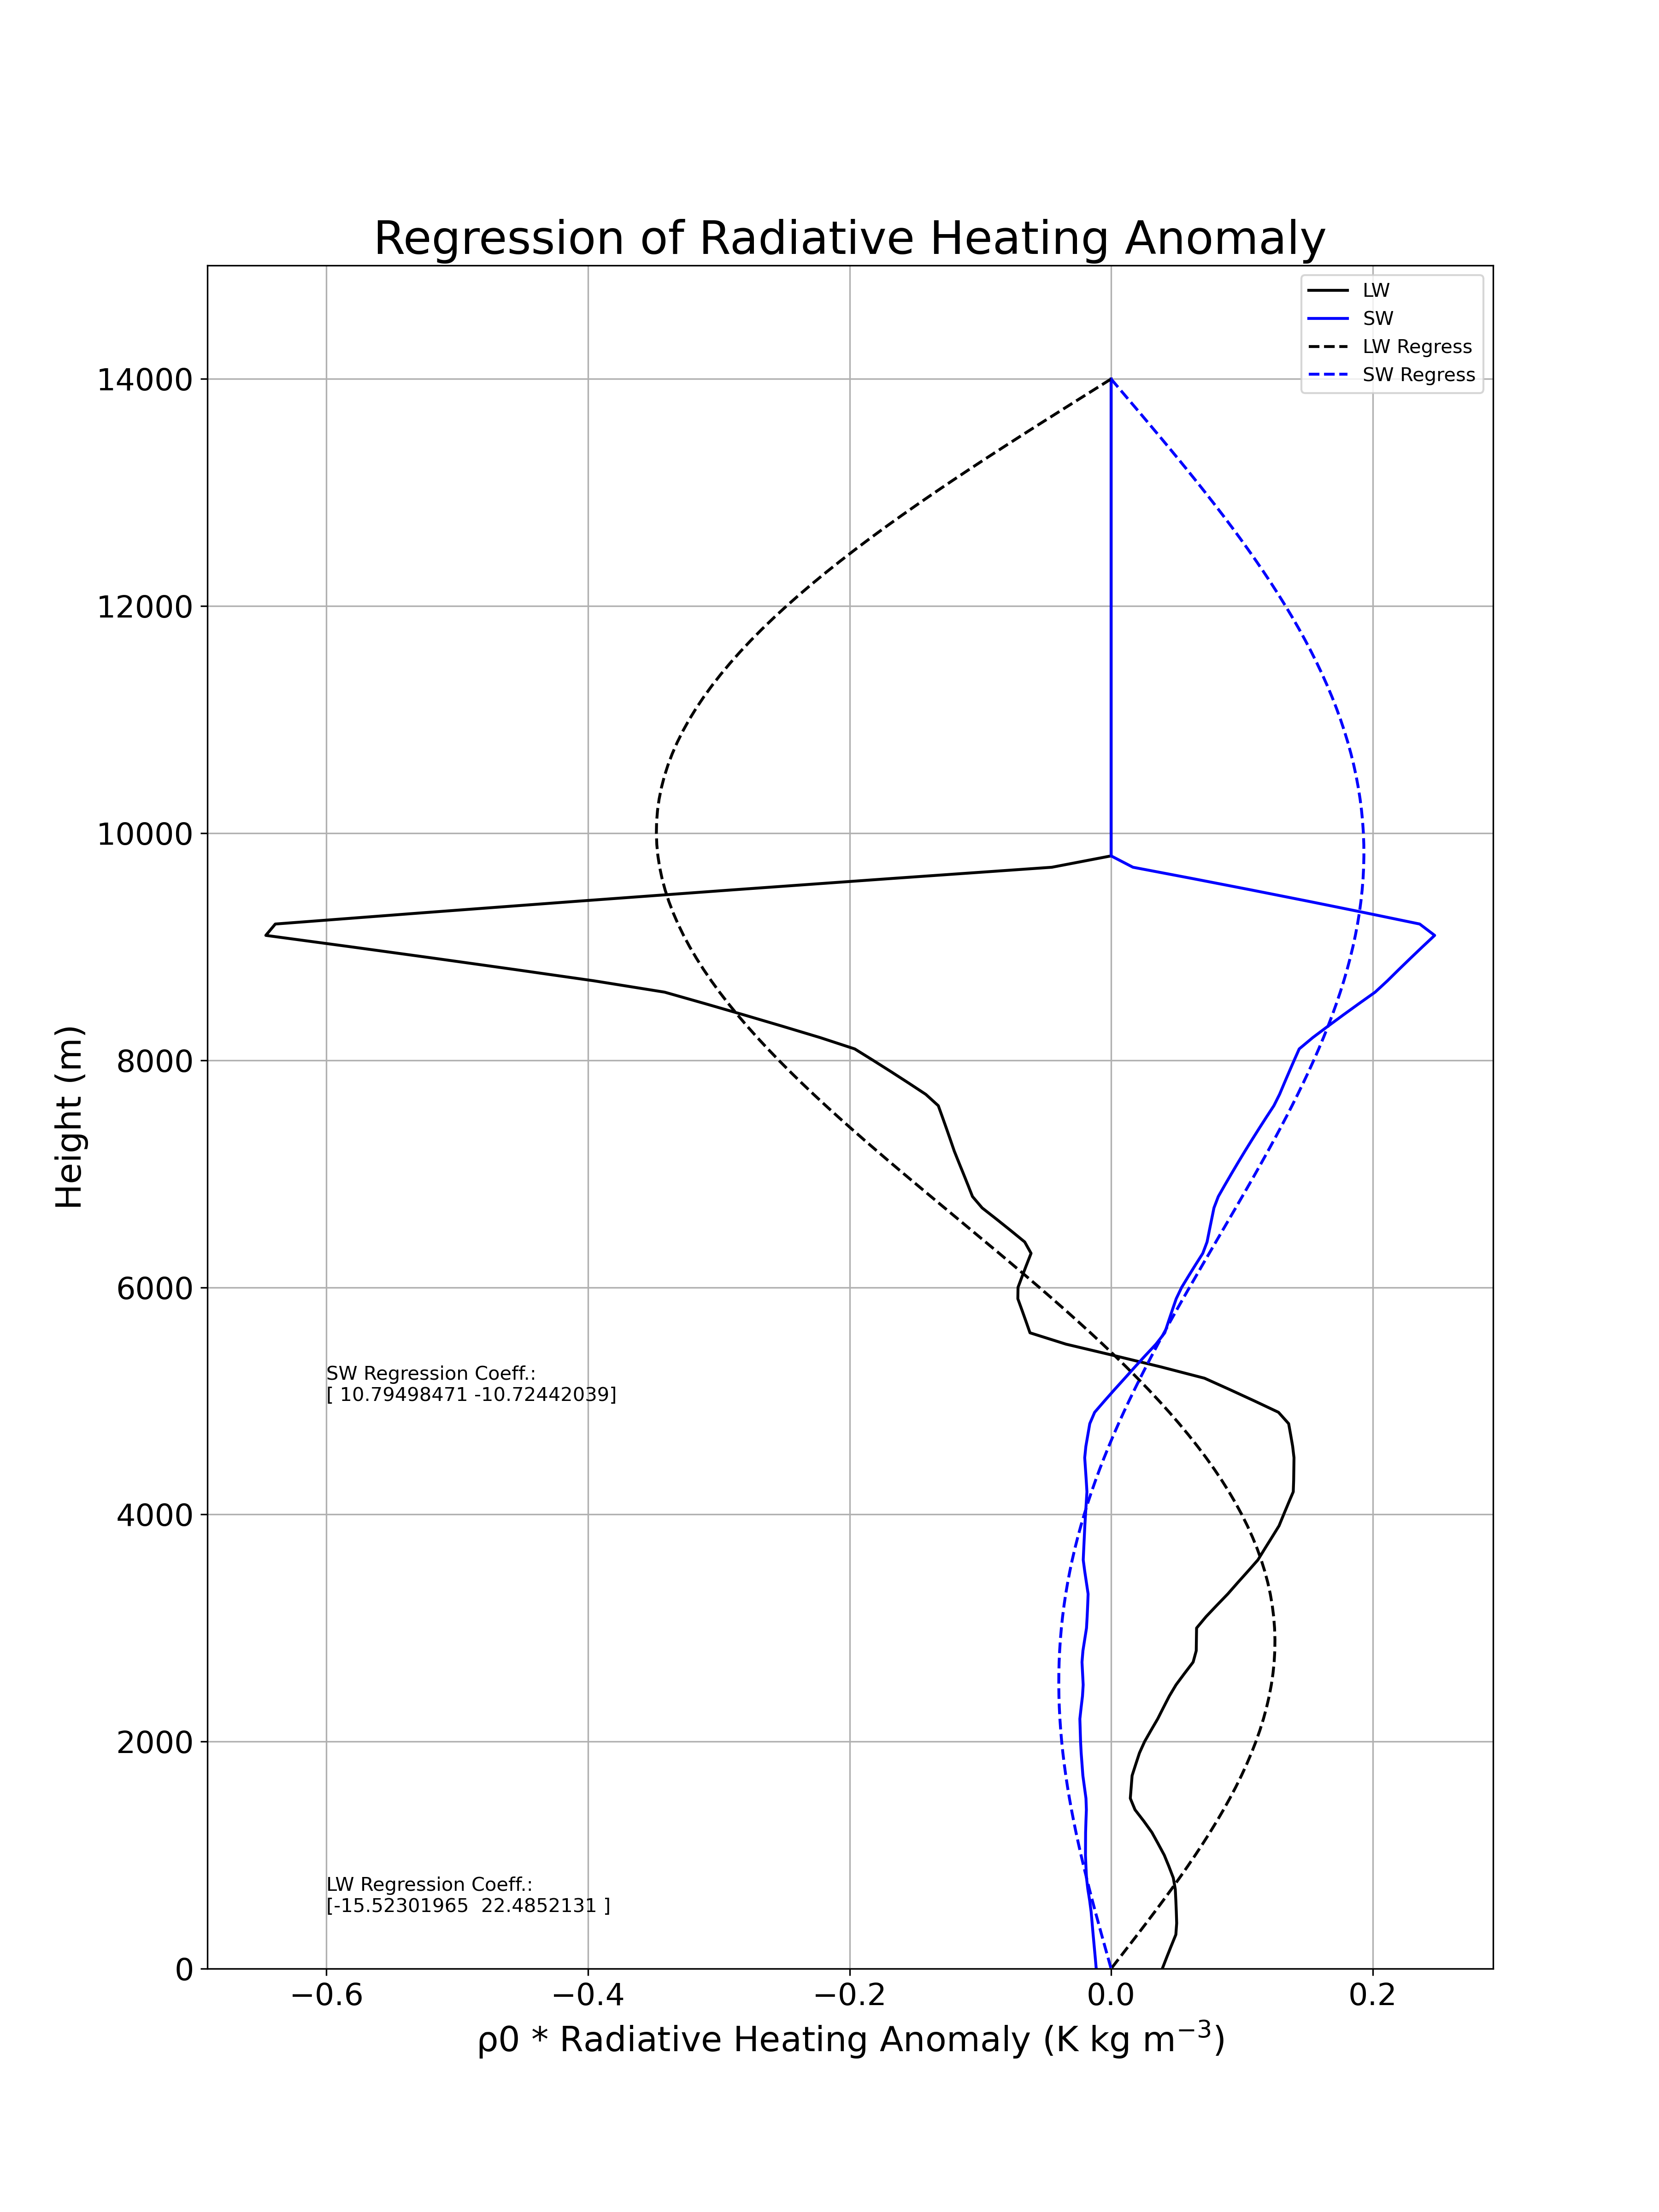 Regression of Radiative Heating Anomaly
LW
SW
LW Regress
SW Regress
14000
12000
10000
8000
6000
4000
2000
0
Height (m)
SW Regression Coeff.:
[ 10.79498471 -10.72442039]
LW Regression Coeff.:
[-15.52301965  22.4852131 ]
−0.6
−0.4
−0.2
0.0
0.2
ρ0 * Radiative Heating Anomaly (K kg m⁻³)